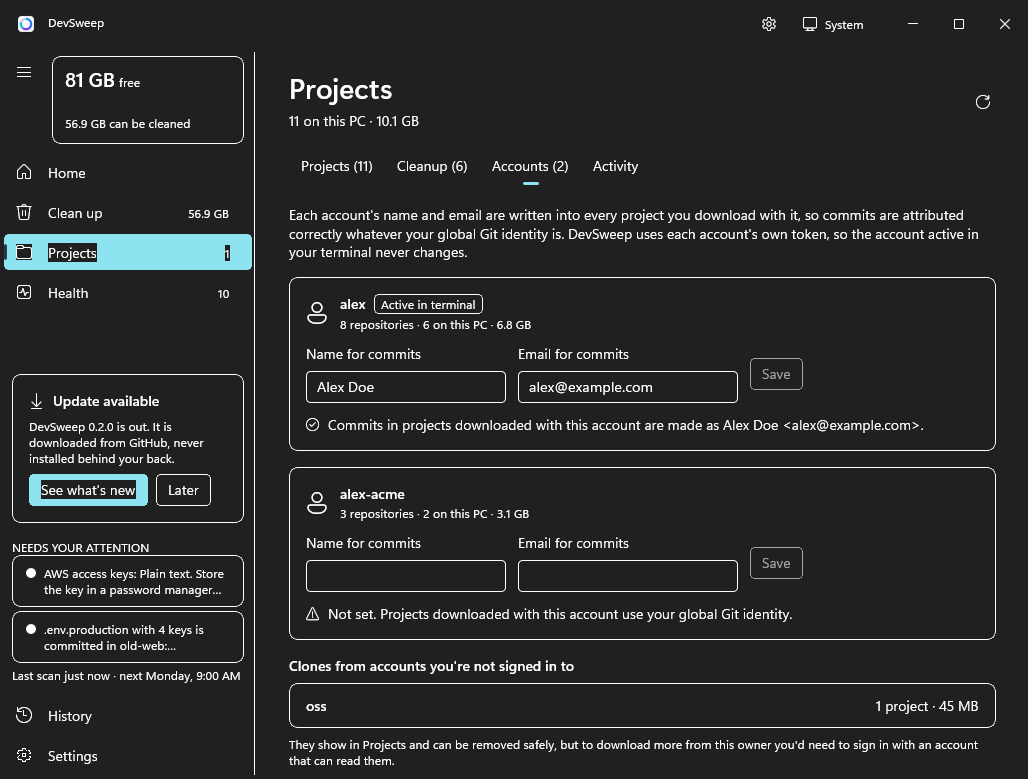 DevSweep
System
81 GB free
56.9 GB can be cleaned
Home
Clean up 56.9 GB
Projects 1
Health 10
Update available
DevSweep 0.2.0 is out. It is
downloaded from GitHub, never
installed behind your back.
See what's new
Later
NEEDS YOUR ATTENTION
AWS access keys: Plain text. Store
the key in a password manager...
.env.production with 4 keys is
committed in old-web:...
Last scan just now · next Monday, 9:00 AM
History
Settings
Projects
11 on this PC · 10.1 GB
Projects (11) Cleanup (6) Accounts (2) Activity
Each account's name and email are written into every project you download with it, so commits are attributed
correctly whatever your global Git identity is. DevSweep uses each account's own token, so the account active in
your terminal never changes.
alex Active in terminal
8 repositories · 6 on this PC · 6.8 GB
Name for commits Email for commits
Alex Doe alex@example.com Save
Commits in projects downloaded with this account are made as Alex Doe <alex@example.com>.
alex-acme
3 repositories · 2 on this PC · 3.1 GB
Name for commits Email for commits
Save
Not set. Projects downloaded with this account use your global Git identity.
Clones from accounts you're not signed in to
oss 1 project · 45 MB
They show in Projects and can be removed safely, but to download more from this owner you'd need to sign in with an account
that can read them.